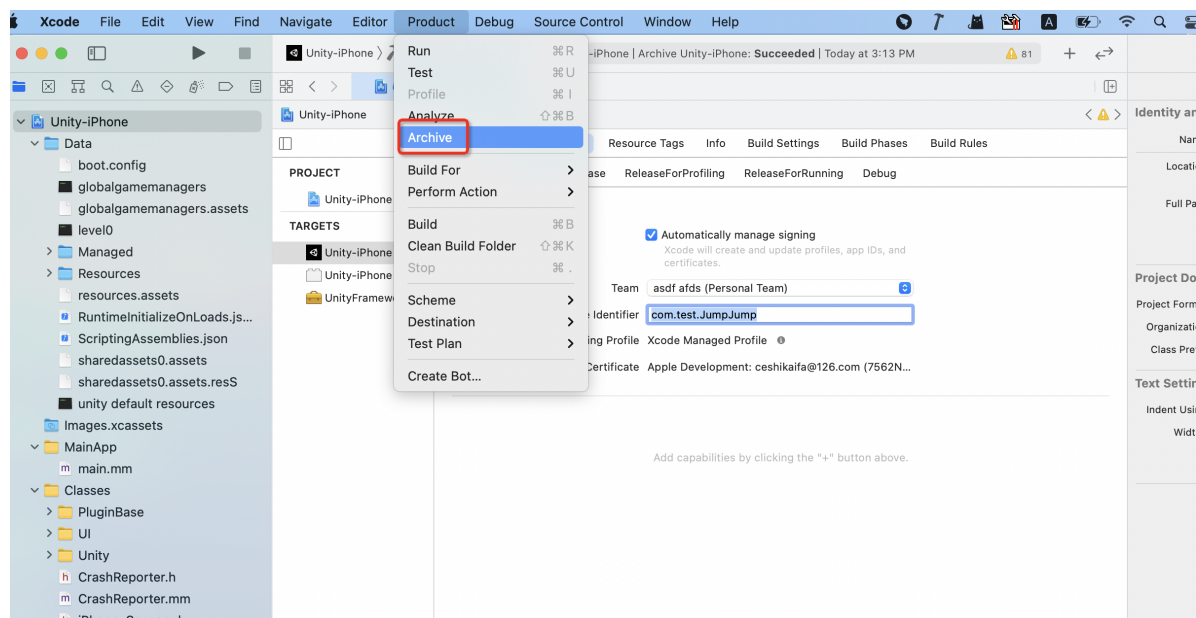 Xcode File Edit View Find Navigate Editor Product Debug Source Control Window Help
Unity-iPhone
-iPhone | Archive Unity-iPhone: Succeeded | Today at 3:13 PM
81
Run ⌘R
Test ⌘U
Profile ⌘I
Analyze ⇧⌘B
Archive
Build For
Perform Action
Build ⌘B
Clean Build Folder ⇧⌘K
Stop ⌘.
Scheme
Destination
Test Plan
Create Bot...
Unity-iPhone
Data
boot.config
globalgamemanagers
globalgamemanagers.assets
level0
Managed
Resources
resources.assets
RuntimeInitializeOnLoads.js...
ScriptingAssemblies.json
sharedassets0.assets
sharedassets0.assets.resS
unity default resources
Images.xcassets
MainApp
main.mm
Classes
PluginBase
UI
Unity
CrashReporter.h
CrashReporter.mm
Unity-iPhone
PROJECT
Unity-iPhone
TARGETS
Unity-iPhone
Unity-iPhone
UnityFramew
Resource Tags Info Build Settings Build Phases Build Rules
ase ReleaseForProfiling ReleaseForRunning Debug
Automatically manage signing
Xcode will create and update profiles, app IDs, and
certificates.
Team asdf afds (Personal Team)
Identifier com.test.JumpJump
ing Profile Xcode Managed Profile
Certificate Apple Development: ceshikaifa@126.com (7562N...
Add capabilities by clicking the "+" button above.
Identity an
Nar
Locatio
Full Pa
Project Do
Project Form
Organizati
Class Pre
Text Settin
Indent Usi
Widt